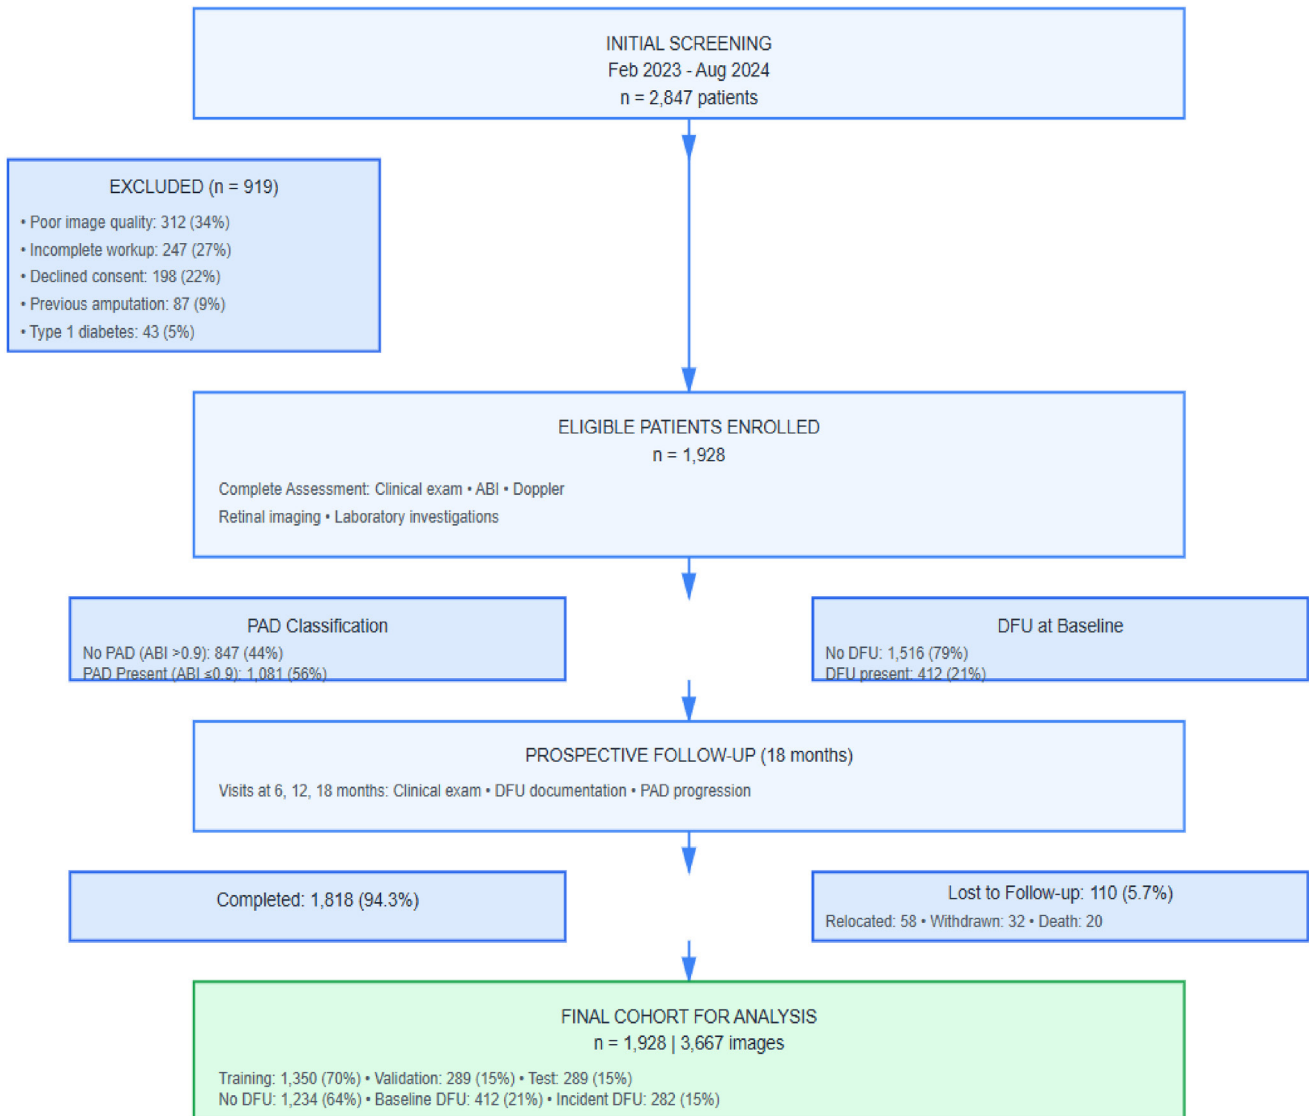 INITIAL SCREENING
Feb 2023 - Aug 2024
n = 2,847 patients
EXCLUDED (n = 919)
• Poor image quality: 312 (34%)
• Incomplete workup: 247 (27%)
• Declined consent: 198 (22%)
• Previous amputation: 87 (9%)
• Type 1 diabetes: 43 (5%)
ELIGIBLE PATIENTS ENROLLED
n = 1,928
Complete Assessment: Clinical exam • ABI • Doppler
Retinal imaging • Laboratory investigations
PAD Classification
No PAD (ABI >0.9): 847 (44%)
PAD Present (ABI ≤0.9): 1,081 (56%)
DFU at Baseline
No DFU: 1,516 (79%)
DFU present: 412 (21%)
PROSPECTIVE FOLLOW-UP (18 months)
Visits at 6, 12, 18 months: Clinical exam • DFU documentation • PAD progression
Completed: 1,818 (94.3%)
Lost to Follow-up: 110 (5.7%)
Relocated: 58 • Withdrawn: 32 • Death: 20
FINAL COHORT FOR ANALYSIS
n = 1,928 | 3,667 images
Training: 1,350 (70%) • Validation: 289 (15%) • Test: 289 (15%)
No DFU: 1,234 (64%) • Baseline DFU: 412 (21%) • Incident DFU: 282 (15%)